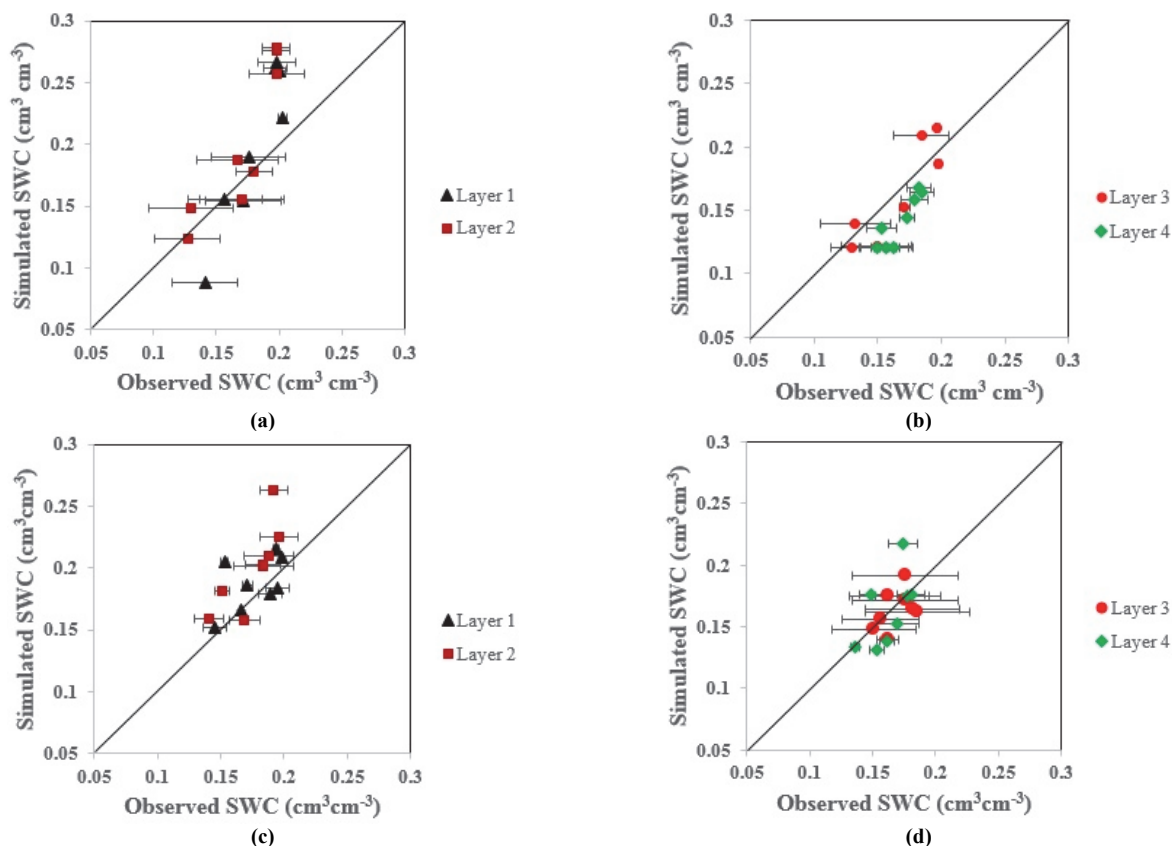 0.3
0.25
0.2
0.15
0.1
0.05
Simulated SWC (cm³ cm⁻³)
0.05 0.1 0.15 0.2 0.25 0.3
Observed SWC (cm³ cm⁻³)
Layer 1
Layer 2
(a)
0.3
0.25
0.2
0.15
0.1
0.05
Simulated SWC (cm³ cm⁻³)
0.05 0.1 0.15 0.2 0.25 0.3
Observed SWC (cm³ cm⁻³)
Layer 3
Layer 4
(b)
0.3
0.25
0.2
0.15
0.1
0.05
Simulated SWC (cm³cm⁻³)
0.05 0.1 0.15 0.2 0.25 0.3
Observed SWC (cm³cm⁻³)
Layer 1
Layer 2
(c)
0.3
0.25
0.2
0.15
0.1
0.05
Simulated SWC (cm³cm⁻³)
0.05 0.1 0.15 0.2 0.25 0.3
Observed SWC (cm³cm⁻³)
Layer 3
Layer 4
(d)